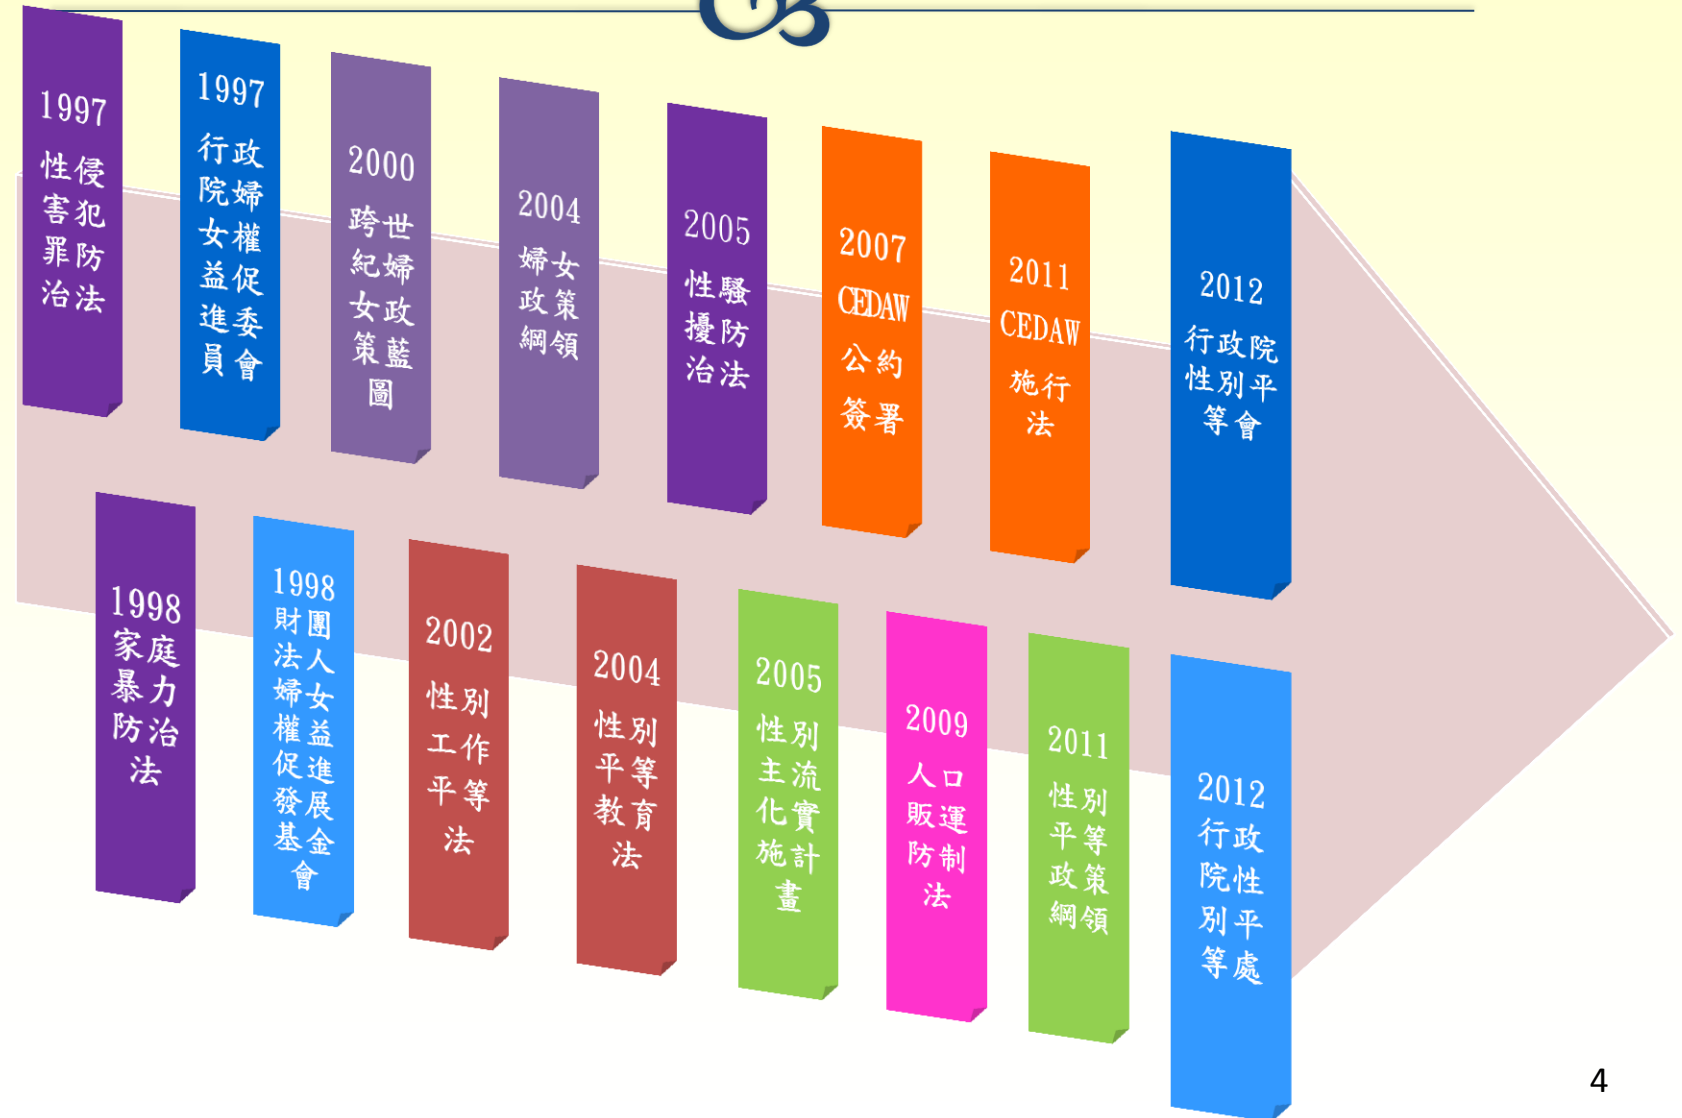 1997
性侵
害犯
罪防
治法
1997
行政
院婦
女權
益促
進委
員會
2000
跨世
紀婦
女政
策藍
圖
2004
婦女
政策
綱領
2005
性騷
擾防
治法
2007
CEDAW
公約
簽署
2011
CEDAW
施行
法
2012
行政院
性別平
等會
1998
家庭
暴力
防治
法
1998
財團
法人
婦女
權益
促進
發展
基金
會
2002
性別
工作
平等
法
2004
性別
平等
教育
法
2005
性別
主流
化實
施計
畫
2009
人口
販運
防制
法
2011
性別
平等
政策
綱領
2012
行政
院性
別平
等處
4